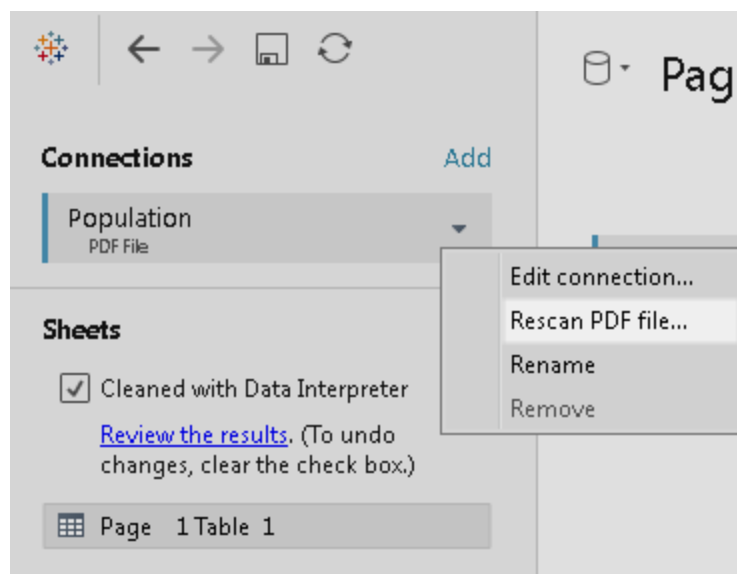 Pag
Connections Add
Population
PDF File
Edit connection...
Rescan PDF file...
Rename
Remove
Sheets
Cleaned with Data Interpreter
Review the results. (To undo
changes, clear the check box.)
Page 1 Table 1